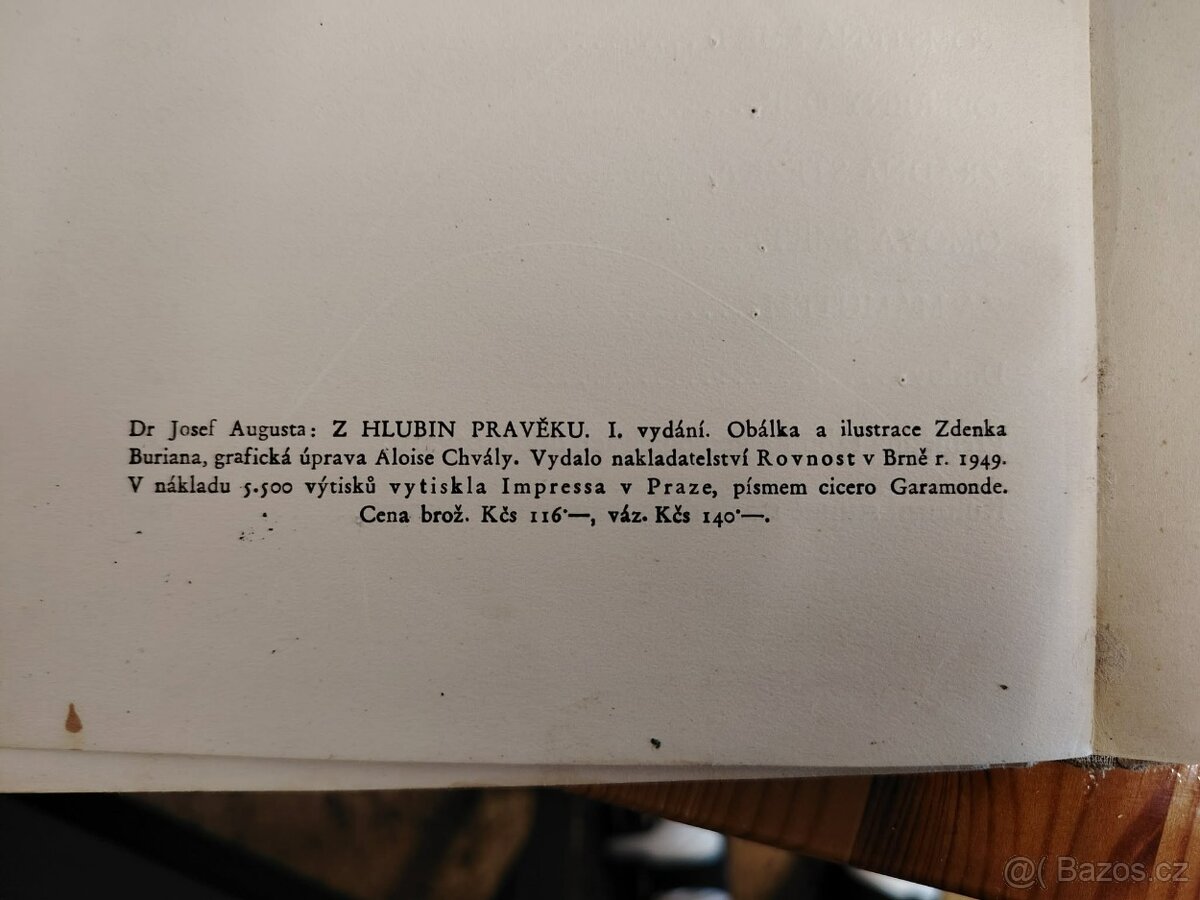 Dr Josef Augusta: Z HLUBIN PRAVĚKU. I. vydání. Obálka a ilustrace Zdenka
Buriana, grafická úprava Aloise Chvály. Vydalo nakladatelství Rovnost v Brně r. 1949.
V nákladu 5.500 výtisků vytiskla Impressa v Praze, písmem cicero Garamonde.
Cena brož. Kčs 116·—, váz. Kčs 140·—.
@( Bazos.cz